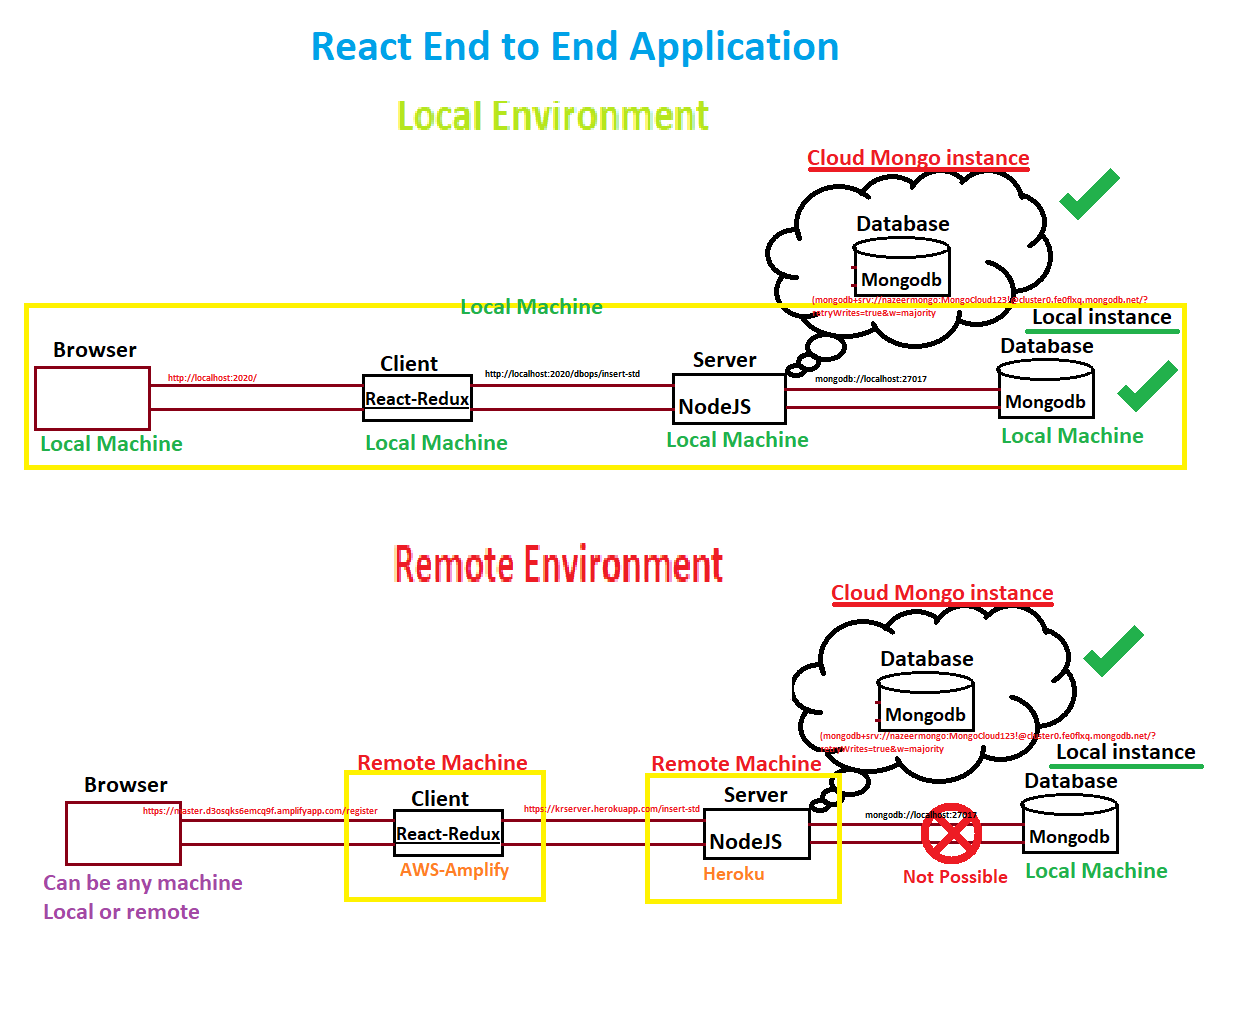 React End to End Application
Local Environment
Cloud Mongo instance
Database
Mongodb
(mongodb+srv://nazeermongo:MongoCloud123!@cluster0.fe0flxq.mongodb.net/?
retryWrites=true&w=majority
Local Machine
Local instance
Browser
Client
Server
Database
http://localhost:2020/
http://localhost:2020/dbops/insert-std
mongodb://localhost:27017
React-Redux
NodeJS
Mongodb
Local Machine
Local Machine
Local Machine
Local Machine
Remote Environment
Cloud Mongo instance
Database
Mongodb
(mongodb+srv://nazeermongo:MongoCloud123!@cluster0.fe0flxq.mongodb.net/?
retryWrites=true&w=majority
Local instance
Remote Machine
Remote Machine
Browser
Client
Server
Database
https://master.d3osqks6emcq9f.amplifyapp.com/register
https://krserver.herokuapp.com/insert-std
mongodb://localhost:27017
React-Redux
NodeJS
Mongodb
AWS-Amplify
Heroku
Not Possible
Local Machine
Can be any machine
Local or remote